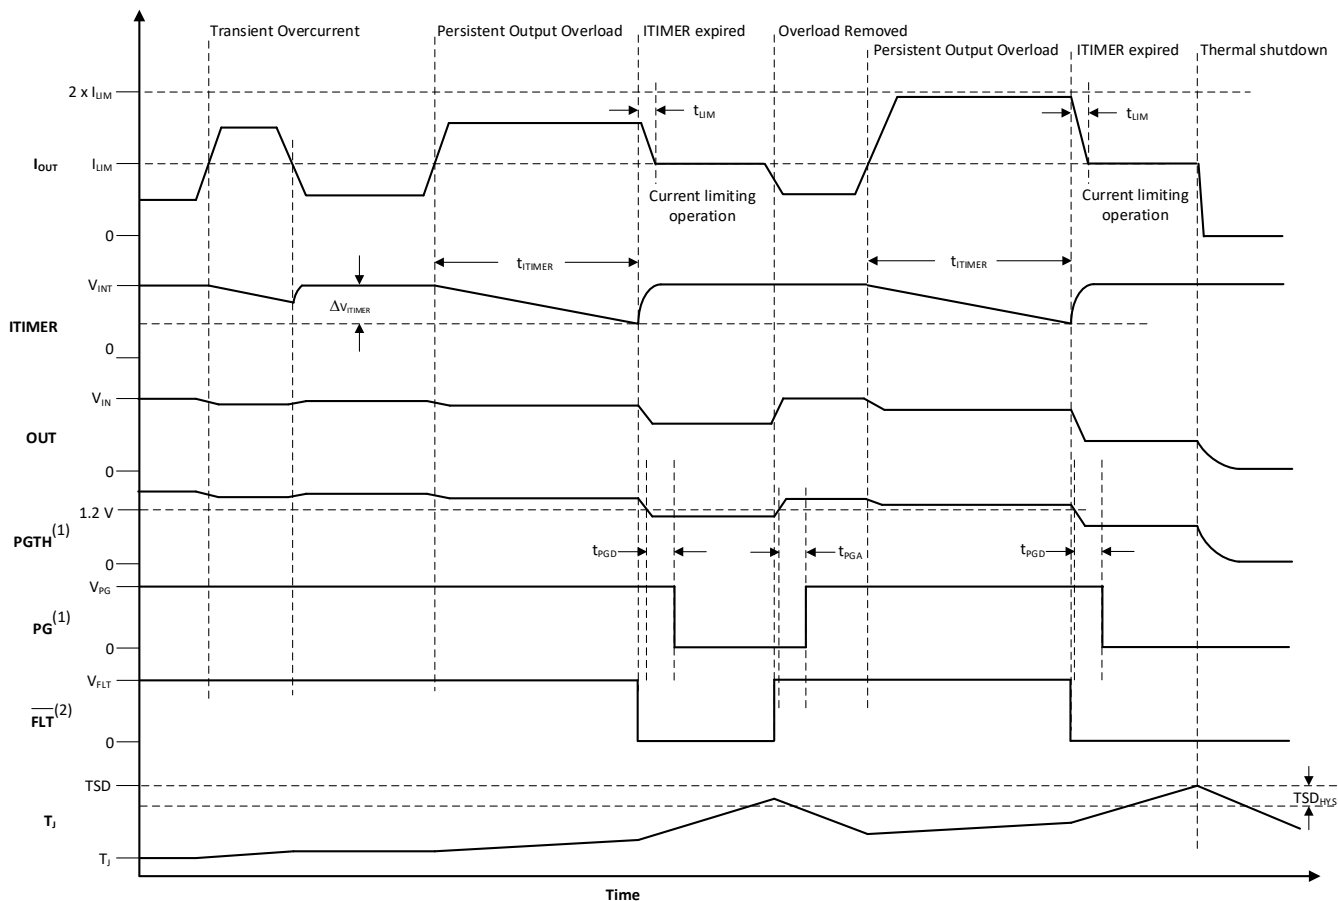 Transient Overcurrent
Persistent Output Overload
ITIMER expired
Overload Removed
Persistent Output Overload
ITIMER expired
Thermal shutdown
2 x ILIM
tLIM
tLIM
IOUT
ILIM
Current limiting
operation
Current limiting
operation
0
tITIMER
tITIMER
VINT
ΔVITIMER
ITIMER
0
VIN
OUT
0
1.2 V
PGTH(1)
tPGD
tPGA
tPGD
0
VPG
PG(1)
0
VFLT
FLT(2)
0
TSD
TSDHYS
TJ
TJ
Time